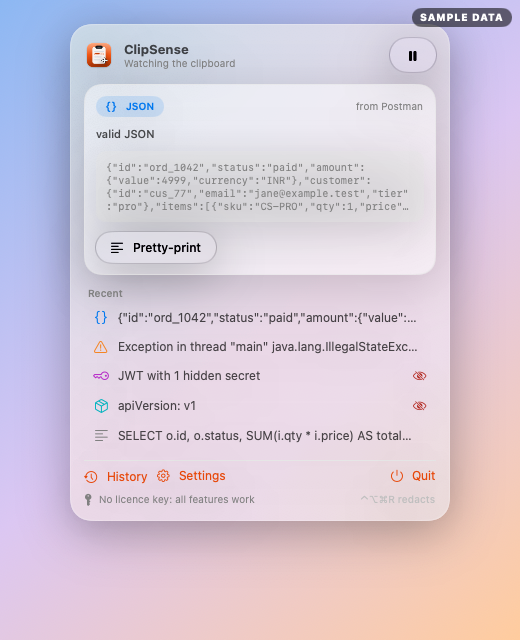 SAMPLE DATA
ClipSense
Watching the clipboard
{} JSON
from Postman
valid JSON
{"id":"ord_1042","status":"paid","amount":
{"value":4999,"currency":"INR"},"customer":
{"id":"cus_77","email":"jane@example.test","tier"
:"pro"},"items":[{"sku":"CS-PRO","qty":1,"price"…
Pretty-print
Recent
{} {"id":"ord_1042","status":"paid","amount":{"value":...
Exception in thread "main" java.lang.IllegalStateExc...
JWT with 1 hidden secret
apiVersion: v1
SELECT o.id, o.status, SUM(i.qty * i.price) AS total...
History Settings Quit
No licence key: all features work
^⌥⌘R redacts